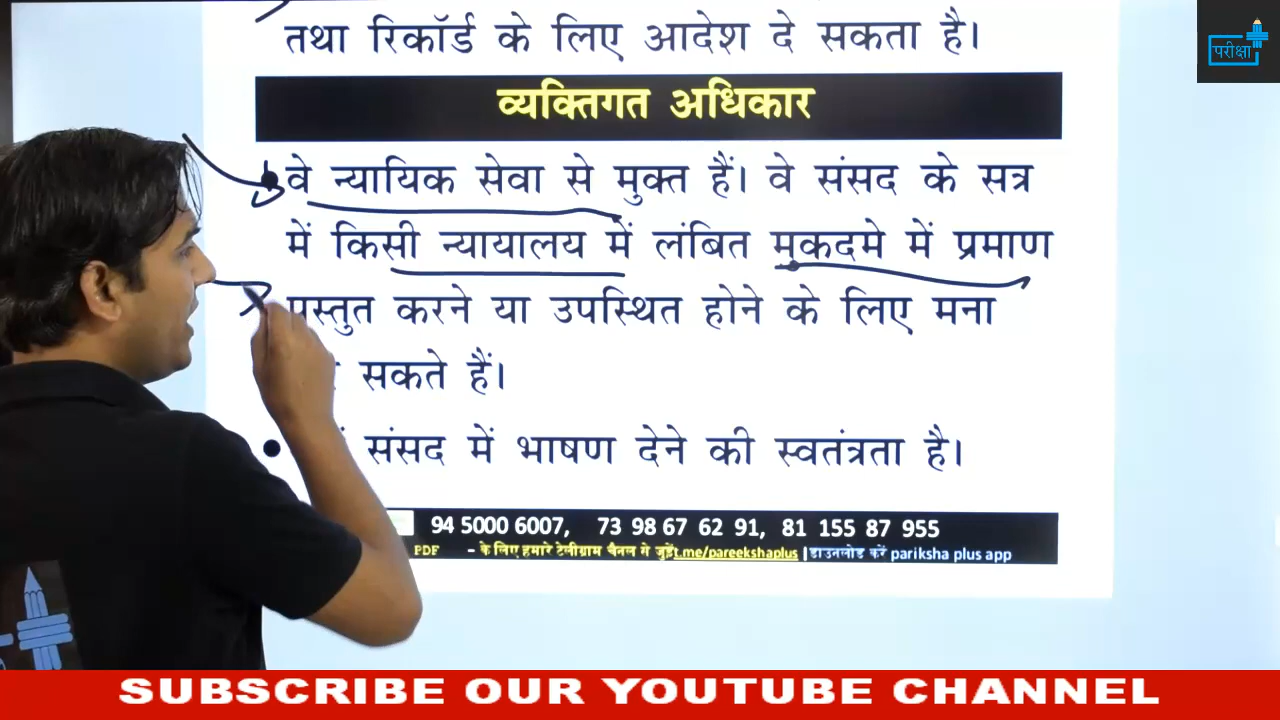 तथा रिकॉर्ड के लिए आदेश दे सकता है।
परीक्षा
व्यक्तिगत अधिकार
वे न्यायिक सेवा से मुक्त हैं। वे संसद के सत्र
में किसी न्यायालय में लंबित मुकदमे में प्रमाण
प्रस्तुत करने या उपस्थित होने के लिए मना
सकते हैं।
संसद में भाषण देने की स्वतंत्रता है।
94 5000 6007, 73 98 67 62 91, 81 155 87 955
PDF - के लिए हमारे टेलीग्राम चैनल से जुड़ें t.me/pareekshaplus | डाउनलोड करें pariksha plus app
SUBSCRIBE OUR YOUTUBE CHANNEL